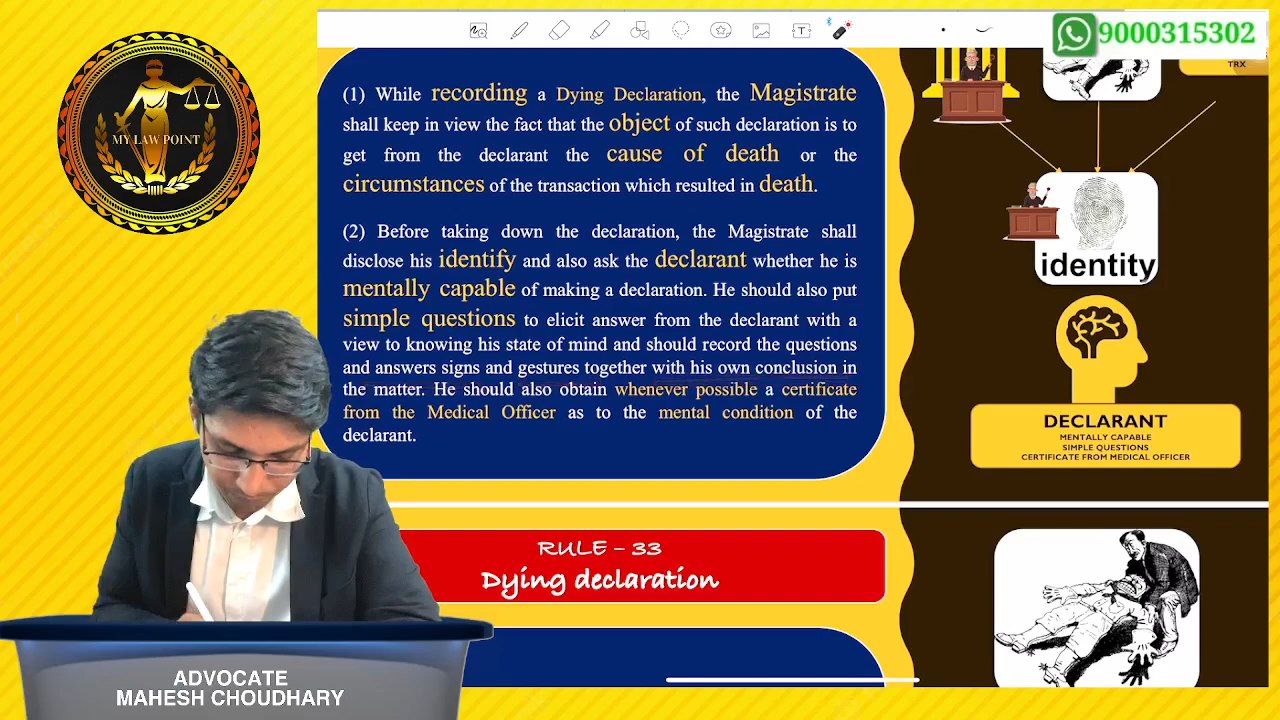 9000315302
MY LAW POINT
(1) While recording a Dying Declaration, the Magistrate
shall keep in view the fact that the object of such declaration is to
get from the declarant the cause of death or the
circumstances of the transaction which resulted in death.
(2) Before taking down the declaration, the Magistrate shall
disclose his identify and also ask the declarant whether he is
mentally capable of making a declaration. He should also put
simple questions to elicit answer from the declarant with a
view to knowing his state of mind and should record the questions
and answers signs and gestures together with his own conclusion in
the matter. He should also obtain whenever possible a certificate
from the Medical Officer as to the mental condition of the
declarant.
TRX
identity
DECLARANT
MENTALLY CAPABLE
SIMPLE QUESTIONS
CERTIFICATE FROM MEDICAL OFFICER
RULE – 33
Dying declaration
ADVOCATE
MAHESH CHOUDHARY